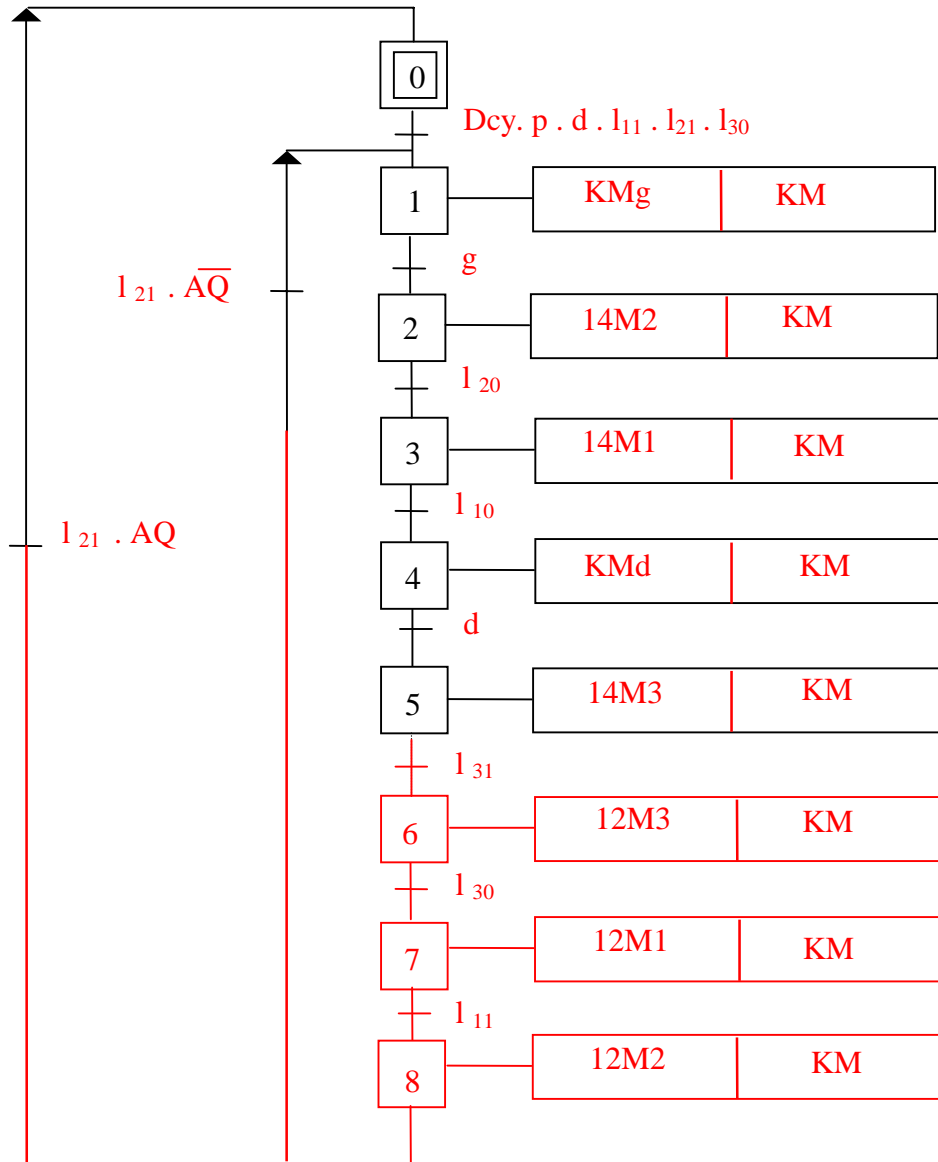 0
Dcy. p . d . l₁₁ . l₂₁ . l₃₀
1 KMg KM
g
l ₂₁ . AQ̅
2 14M2 KM
l ₂₀
3 14M1 KM
l ₁₀
l ₂₁ . AQ
4 KMd KM
d
5 14M3 KM
l ₃₁
6 12M3 KM
l ₃₀
7 12M1 KM
l ₁₁
8 12M2 KM